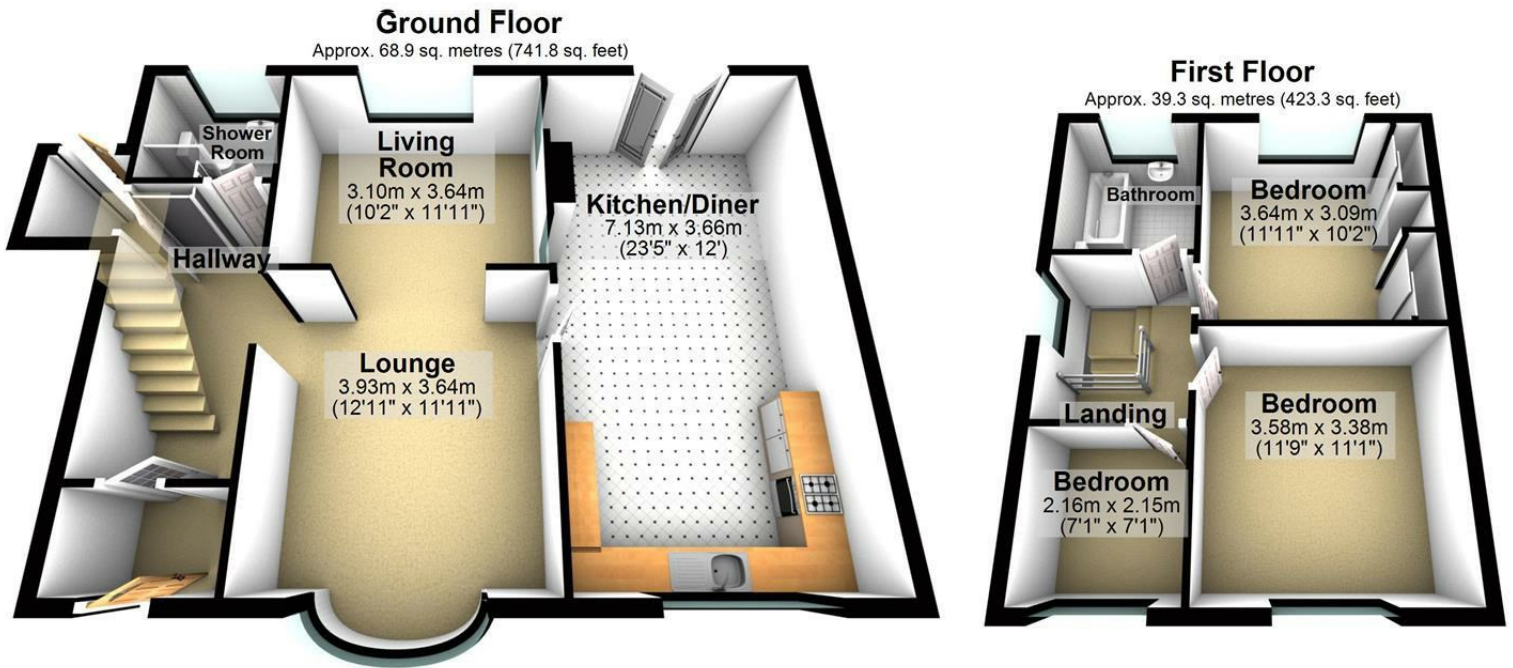 Ground Floor
Approx. 68.9 sq. metres (741.8 sq. feet)
Shower
Room
Living
Room
3.10m x 3.64m
(10'2" x 11'11")
Kitchen/Diner
7.13m x 3.66m
(23'5" x 12')
Hallway
Lounge
3.93m x 3.64m
(12'11" x 11'11")
First Floor
Approx. 39.3 sq. metres (423.3 sq. feet)
Bathroom
Bedroom
3.64m x 3.09m
(11'11" x 10'2")
Landing
Bedroom
3.58m x 3.38m
(11'9" x 11'1")
Bedroom
2.16m x 2.15m
(7'1" x 7'1")